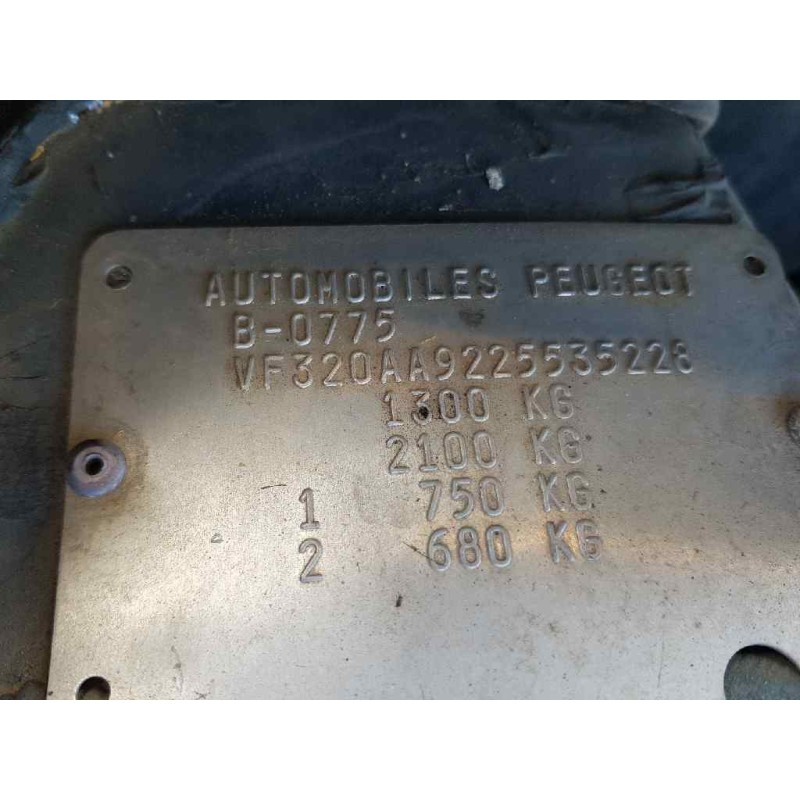 AUTOMOBILES PEUGEOT
B-0775
VF320AA9225535228
1300 KG
2100 KG
1 750 KG
2 680 KG